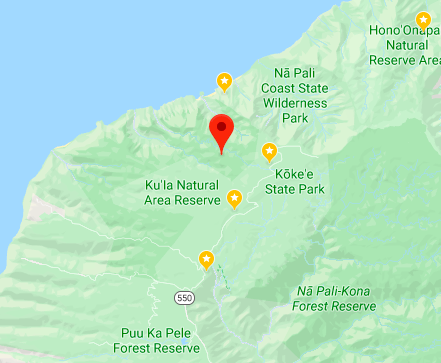 Hono'Onapa
Natural
Reserve Area
Nā Pali
Coast State
Wilderness
Park
Kōke'e
State Park
Ku'la Natural
Area Reserve
550
Nā Pali-Kona
Forest Reserve
Puu Ka Pele
Forest Reserve